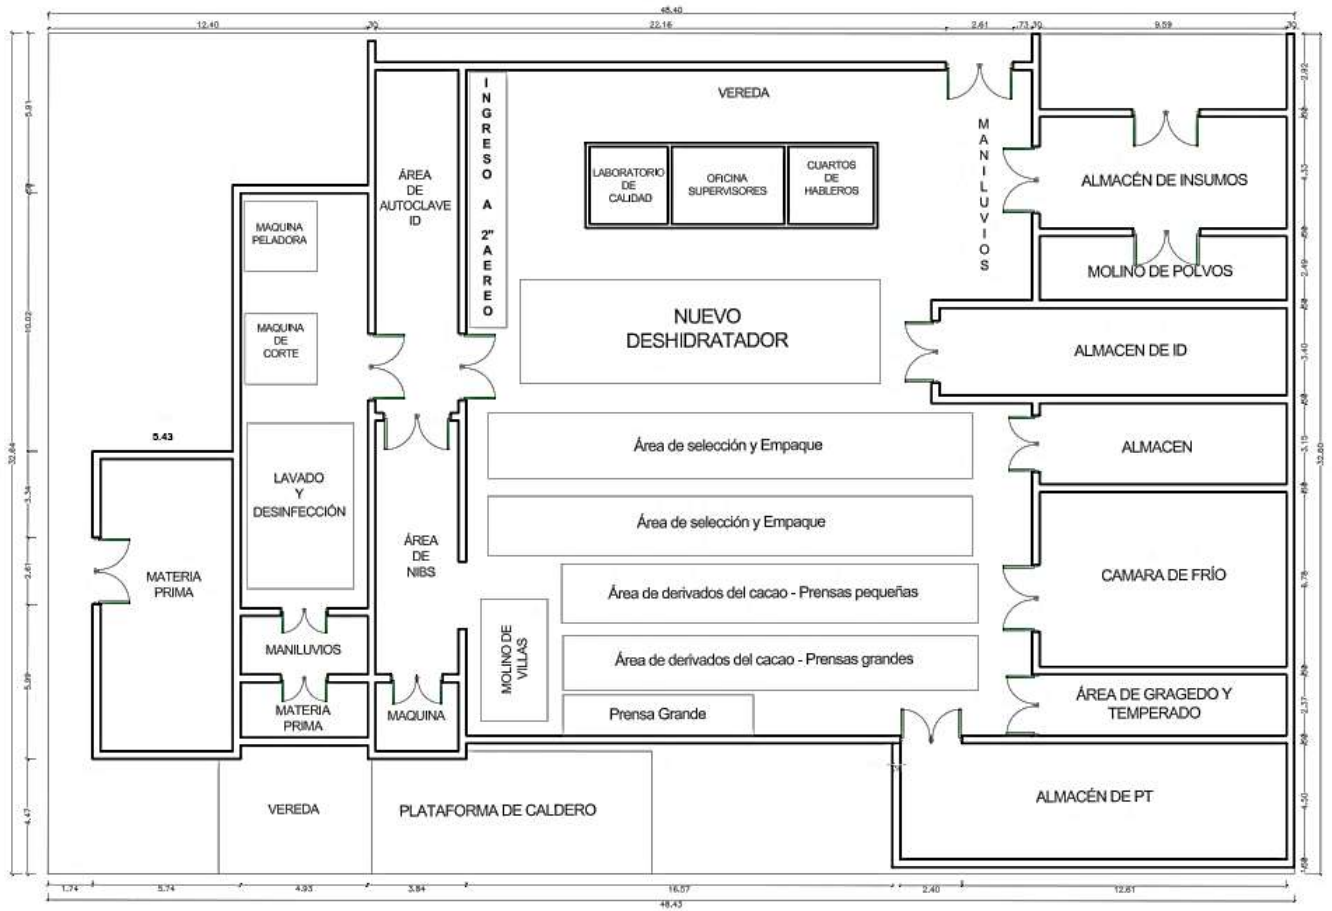 48.40
12.40
.30
22.16
2.61
.73
.30
9.59
.30
INGRESO A 2" AEREO
VEREDA
MANILUVIOS
ÁREA
DE
AUTOCLAVE
ID
LABORATORIO
DE
CALIDAD
OFICINA
SUPERVISORES
CUARTOS
DE
HABLEROS
ALMACÉN DE INSUMOS
MOLINO DE POLVOS
MAQUINA
PELADORA
MAQUINA
DE
CORTE
NUEVO
DESHIDRATADOR
ALMACEN DE ID
5.43
LAVADO
Y
DESINFECCIÓN
Área de selección y Empaque
ALMACEN
Área de selección y Empaque
ÁREA
DE
NIBS
MATERIA
PRIMA
CAMARA DE FRÍO
Área de derivados del cacao - Prensas pequeñas
MOLINO DE
VILLAS
Área de derivados del cacao - Prensas grandes
MANILUVIOS
MATERIA
PRIMA
MAQUINA
Prensa Grande
ÁREA DE GRAGEDO Y
TEMPERADO
VEREDA
PLATAFORMA DE CALDERO
ALMACÉN DE PT
5.91
10.02
3.34
2.61
5.99
4.47
32.64
2.92
4.33
2.49
3.40
3.15
6.78
2.37
4.50
32.60
1.74
5.74
4.93
3.84
16.57
2.40
12.61
48.43